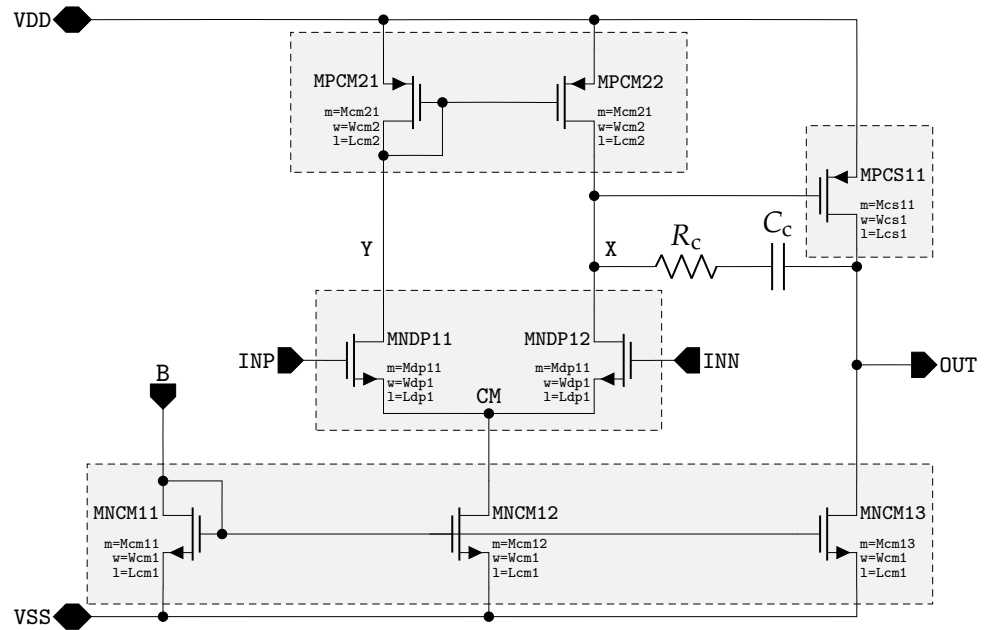 VDD
MPCM21
m=Mcm21
w=Wcm2
l=Lcm2
MPCM22
m=Mcm21
w=Wcm2
l=Lcm2
MPCS11
m=Mcs11
w=Wcs1
l=Lcs1
Y
X
Rc
Cc
INP
MNDP11
m=Mdp11
w=Wdp1
l=Ldp1
MNDP12
m=Mdp11
w=Wdp1
l=Ldp1
INN
OUT
CM
B
MNCM11
m=Mcm11
w=Wcm1
l=Lcm1
MNCM12
m=Mcm12
w=Wcm1
l=Lcm1
MNCM13
m=Mcm13
w=Wcm1
l=Lcm1
VSS